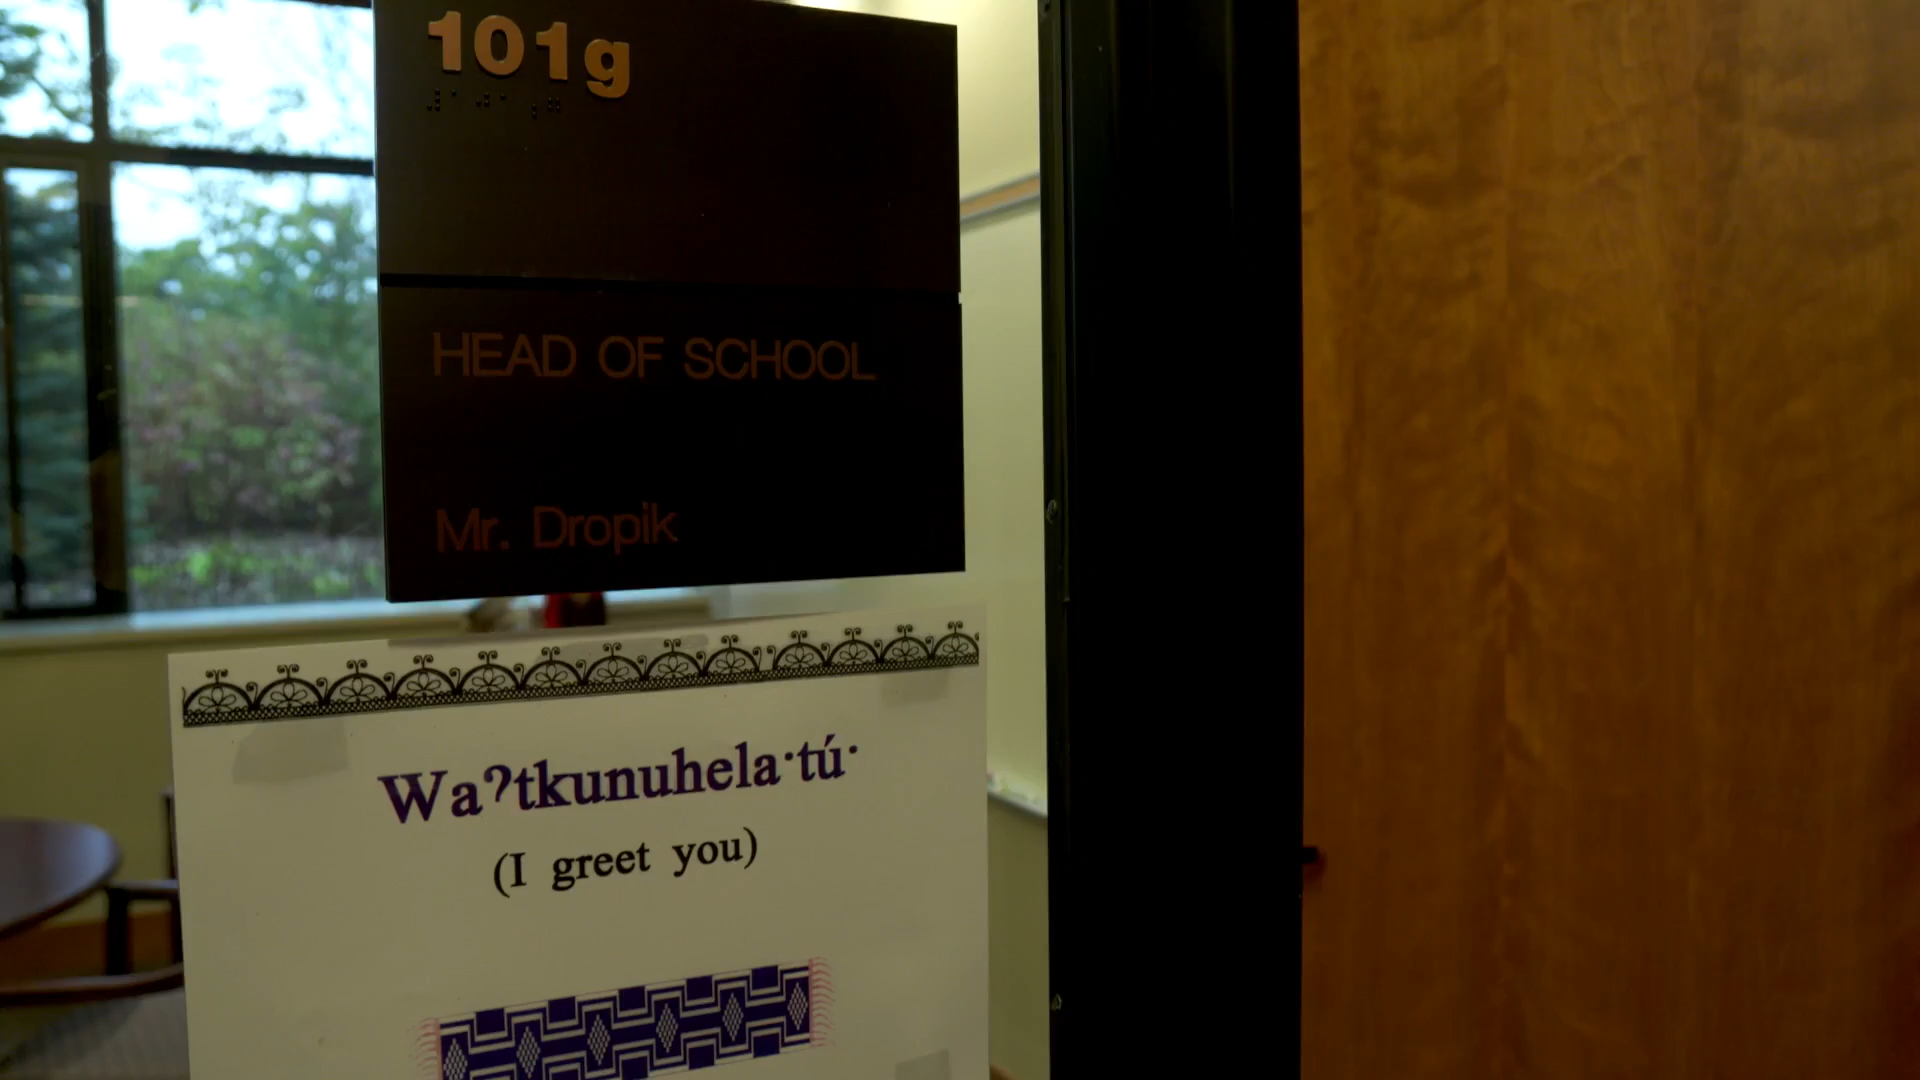 101g
HEAD OF SCHOOL
Mr. Dropik
Waʔtkunuhela·tú·
(I greet you)